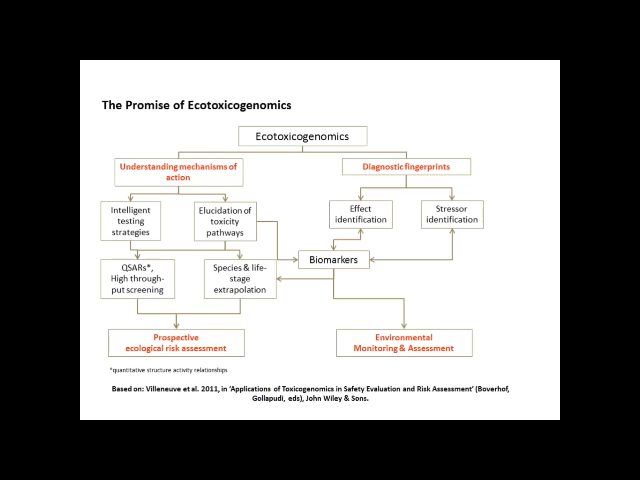 The Promise of Ecotoxicogenomics
Ecotoxicogenomics
Understanding mechanisms of
action
Diagnostic fingerprints
Intelligent
testing
strategies
Elucidation of
toxicity
pathways
Effect
identification
Stressor
identification
Biomarkers
QSARs*,
High through-
put screening
Species & life-
stage
extrapolation
Prospective
ecological risk assessment
Environmental
Monitoring & Assessment
*quantitative structure activity relationships
Based on: Villeneuve et al. 2011, in ‘Applications of Toxicogenomics in Safety Evaluation and Risk Assessment’ (Boverhof,
Gollapudi, eds), John Wiley & Sons.